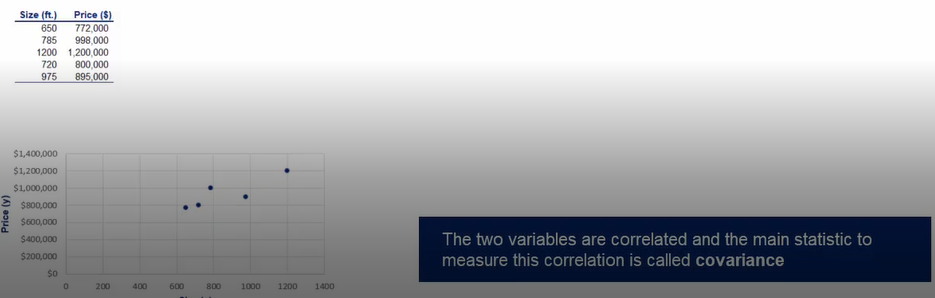 Size (ft.) Price ($)
650 772,000
785 998,000
1200 1,200,000
720 800,000
975 895,000
$1,400,000
$1,200,000
$1,000,000
$800,000
$600,000
$400,000
$200,000
$0
Price (y)
0 200 400 600 800 1000 1200 1400
The two variables are correlated and the main statistic to
measure this correlation is called covariance